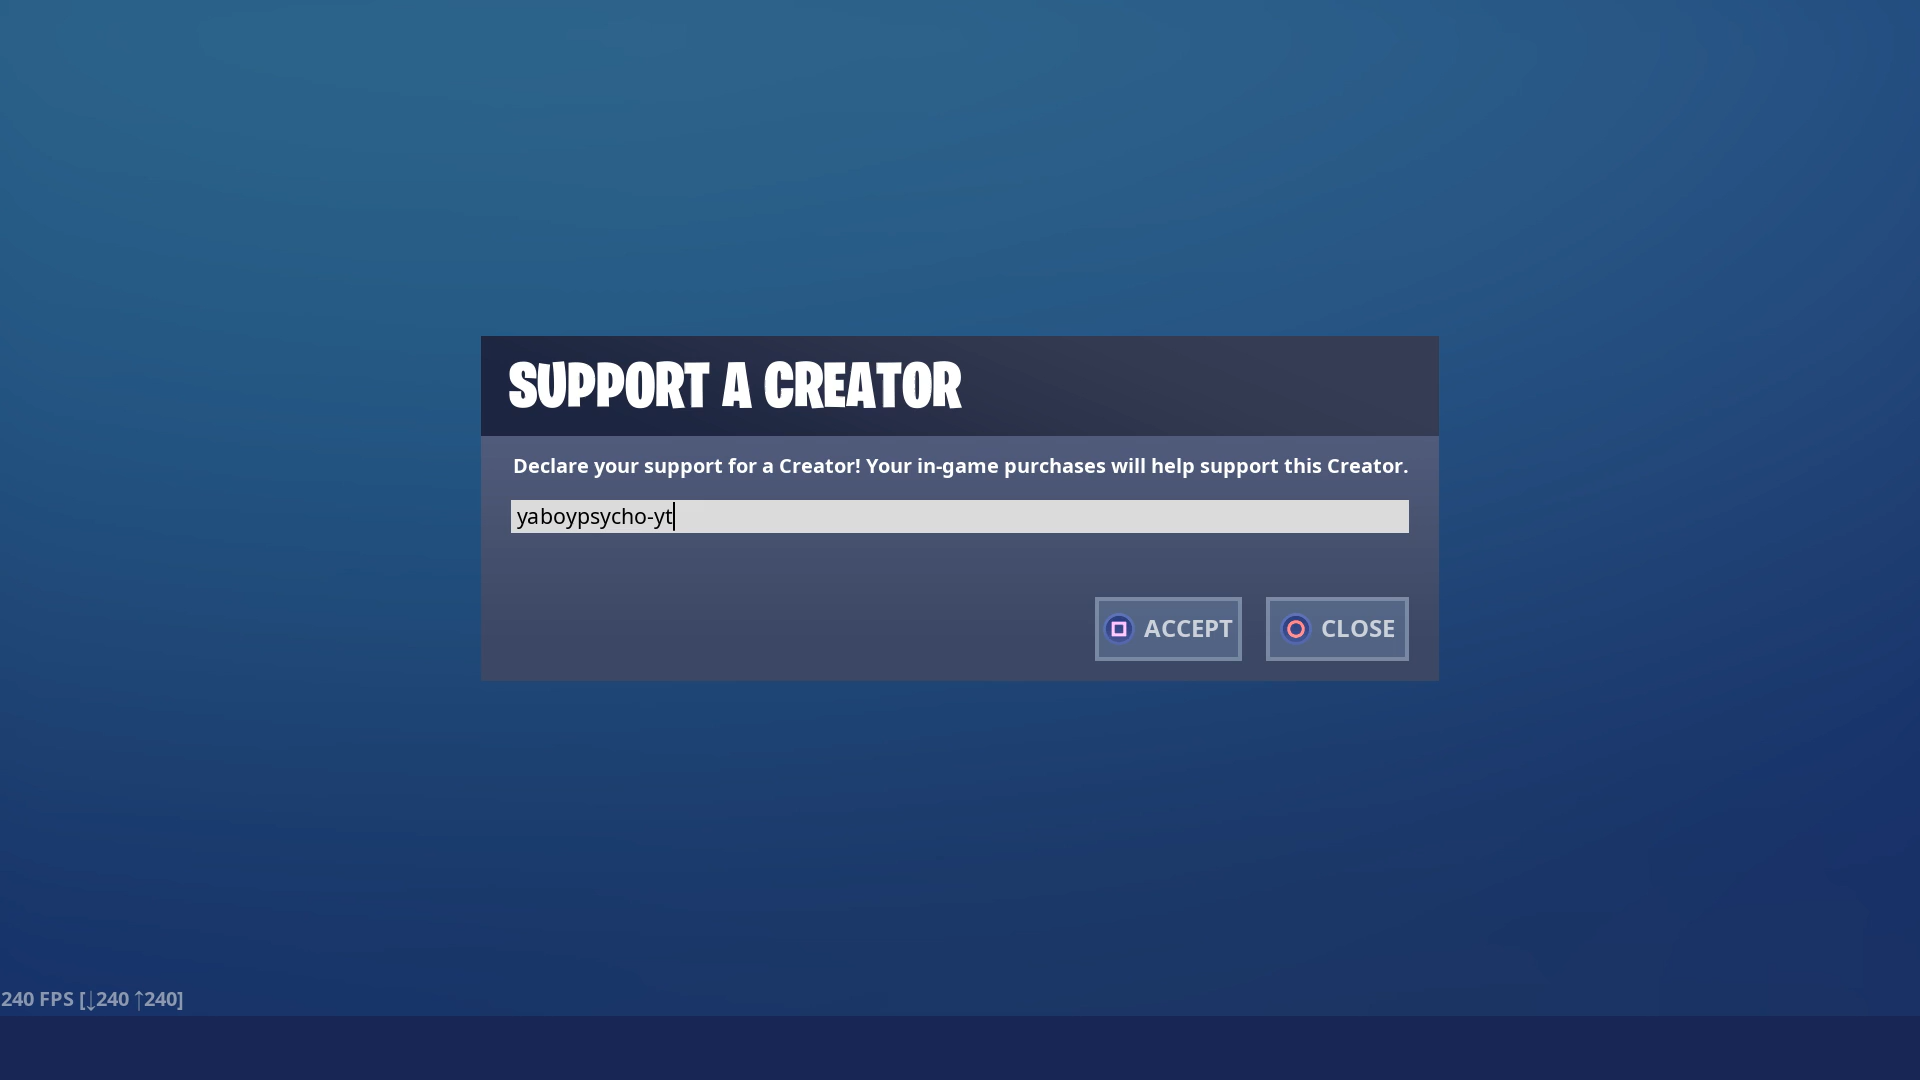 SUPPORT A CREATOR
Declare your support for a Creator! Your in-game purchases will help support this Creator.
yaboypsycho-yt
ACCEPT CLOSE
240 FPS [↓240 ↑240]